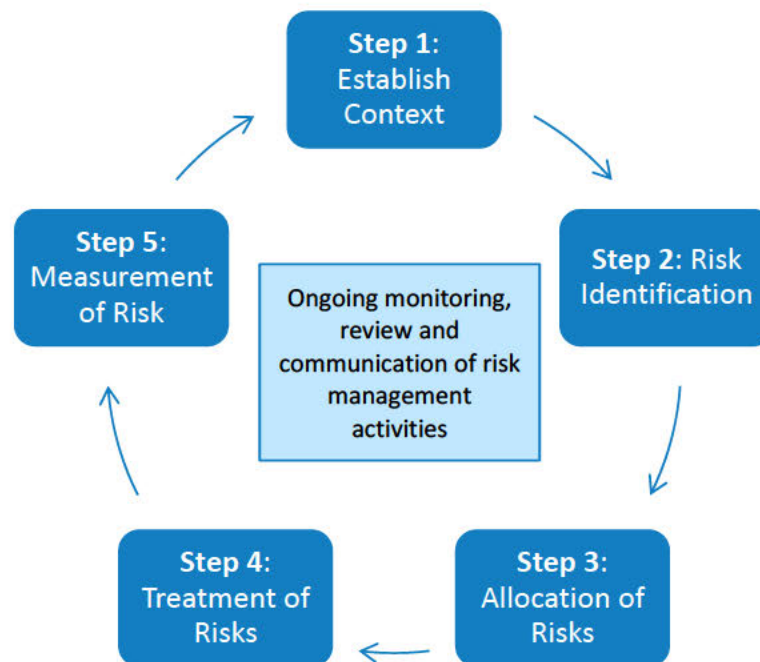 Step 1:
Establish
Context
Step 2: Risk
Identification
Step 3:
Allocation of
Risks
Step 4:
Treatment of
Risks
Step 5:
Measurement
of Risk
Ongoing monitoring,
review and
communication of risk
management
activities